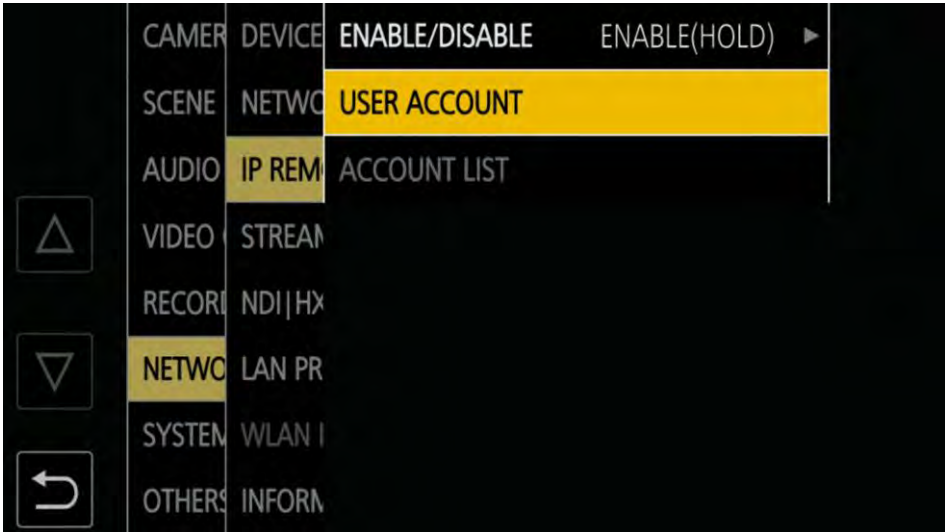 CAMER
SCENE
AUDIO
VIDEO
RECORD
NETWO
SYSTEM
OTHERS
DEVICE
NETWO
IP REM
STREAM
NDI|HX
LAN PR
WLAN
INFORM
ENABLE/DISABLE ENABLE(HOLD)
USER ACCOUNT
ACCOUNT LIST